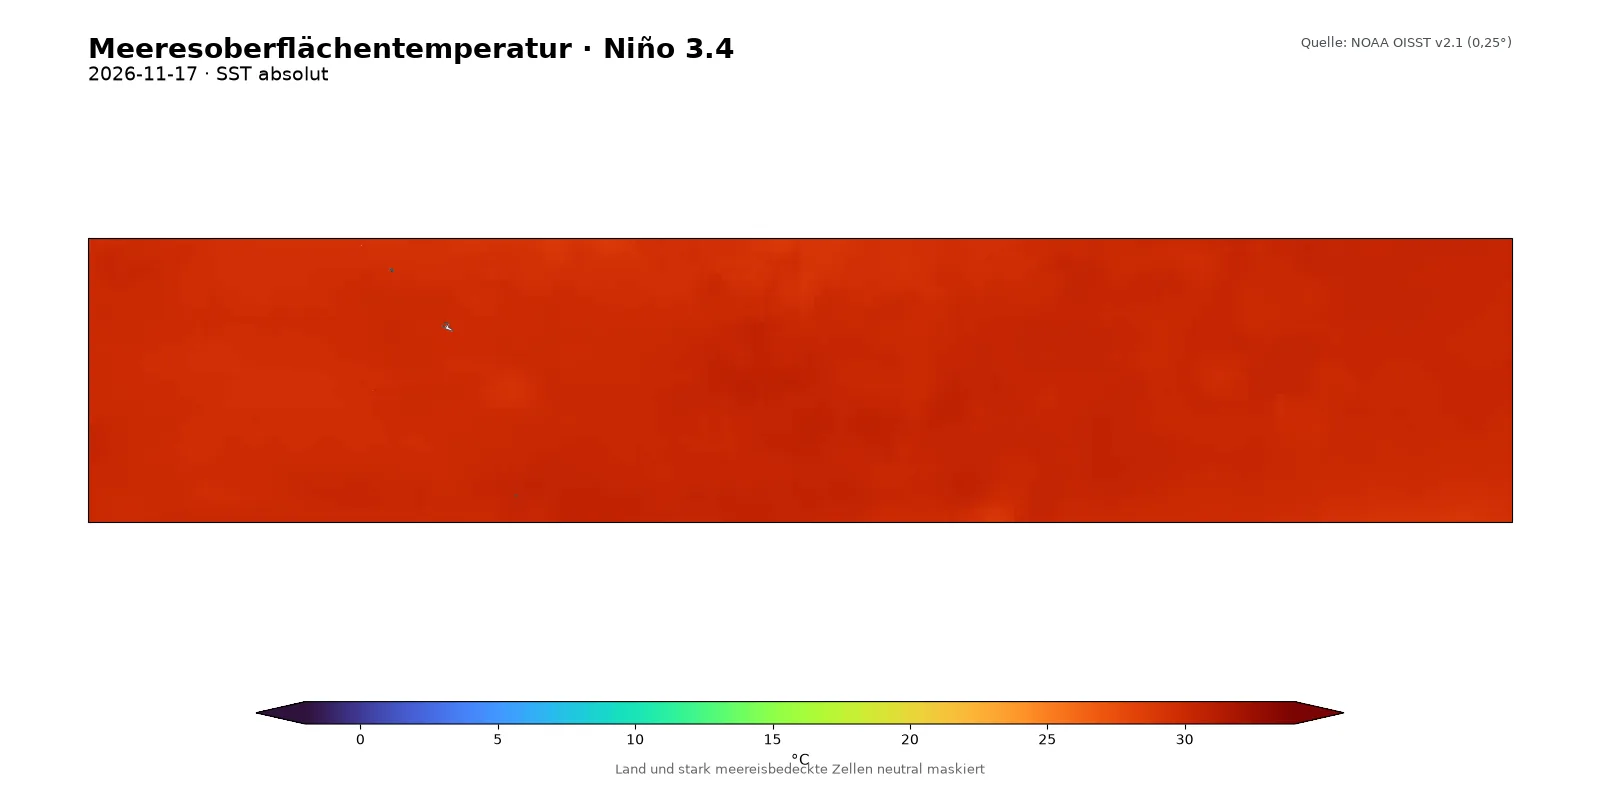 Meeresoberflächentemperatur · Niño 3.4
2026-11-17 · SST absolut
Quelle: NOAA OISST v2.1 (0,25°)
0 5 10 15 20 25 30
°C
Land und stark meereisbedeckte Zellen neutral maskiert